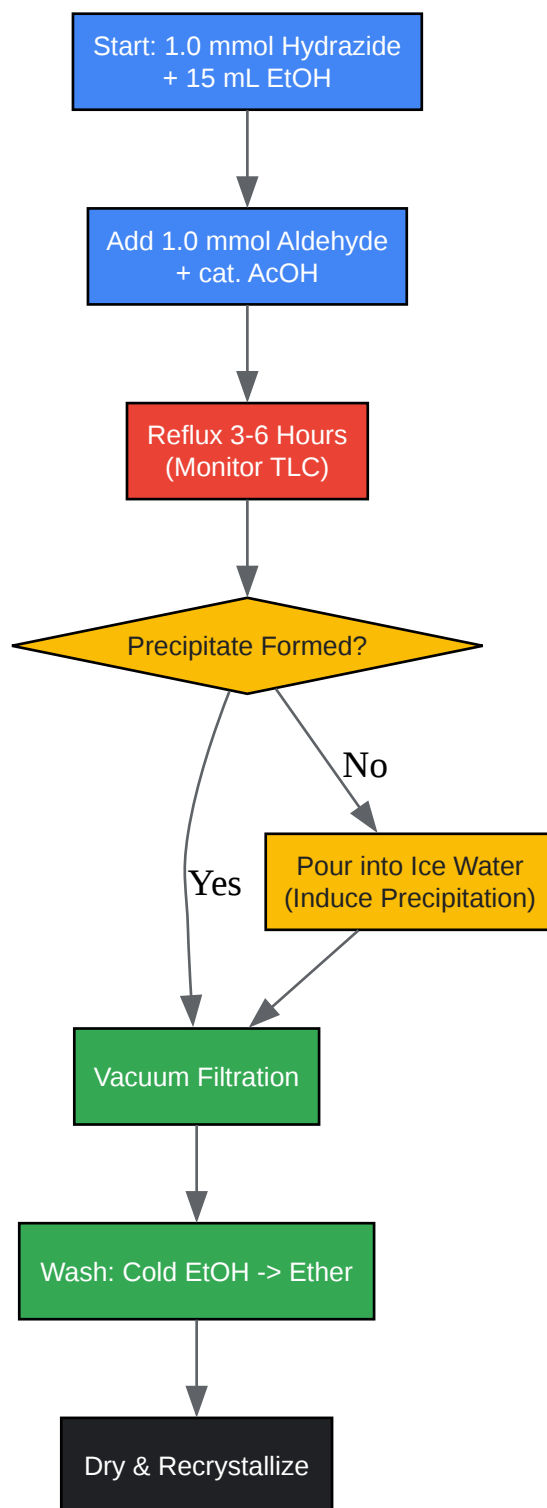 Start: 1.0 mmol Hydrazide
+ 15 mL EtOH
Add 1.0 mmol Aldehyde
+ cat. AcOH
Reflux 3-6 Hours
(Monitor TLC)
Precipitate Formed?
No
Pour into Ice Water
(Induce Precipitation)
Yes
Vacuum Filtration
Wash: Cold EtOH -> Ether
Dry & Recrystallize